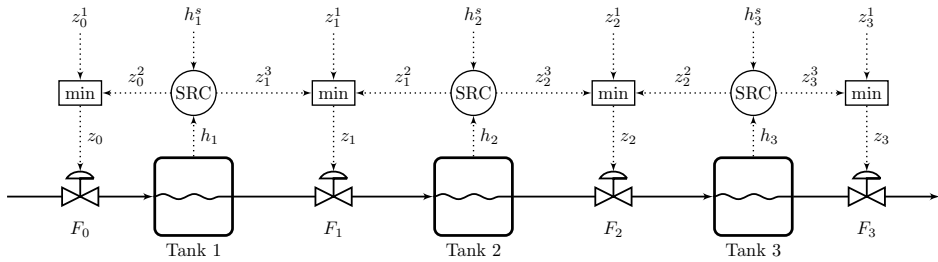 $z_0^1$ $h_1^s$ $z_1^1$ $h_2^s$ $z_2^1$ $h_3^s$ $z_3^1$
min $z_0^2$ SRC $z_1^3$ min $z_1^2$ SRC $z_2^3$ min $z_2^2$ SRC $z_3^3$ min
$z_0$ $h_1$ $z_1$ $h_2$ $z_2$ $h_3$ $z_3$
$F_0$ $F_1$ $F_2$ $F_3$
Tank 1 Tank 2 Tank 3